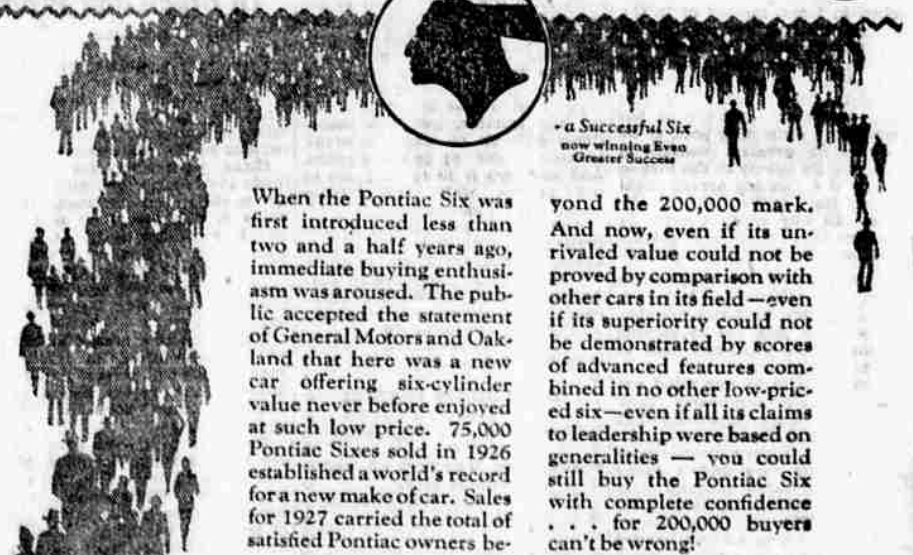 - a Successful Six
now winning Even
Greater Success
When the Pontiac Six was
first introduced less than
two and a half years ago,
immediate buying enthusi-
asm was aroused. The pub-
lic accepted the statement
of General Motors and Oak-
land that here was a new
car offering six-cylinder
value never before enjoyed
at such low price. 75,000
Pontiac Sixes sold in 1926
established a world's record
for a new make of car. Sales
for 1927 carried the total of
satisfied Pontiac owners be-
yond the 200,000 mark.
And now, even if its un-
rivaled value could not be
proved by comparison with
other cars in its field—even
if its superiority could not
be demonstrated by scores
of advanced features com-
bined in no other low-pric-
ed six—even if all its claims
to leadership were based on
generalities — you could
still buy the Pontiac Six
with complete confidence
. . . for 200,000 buyers
can't be wrong!